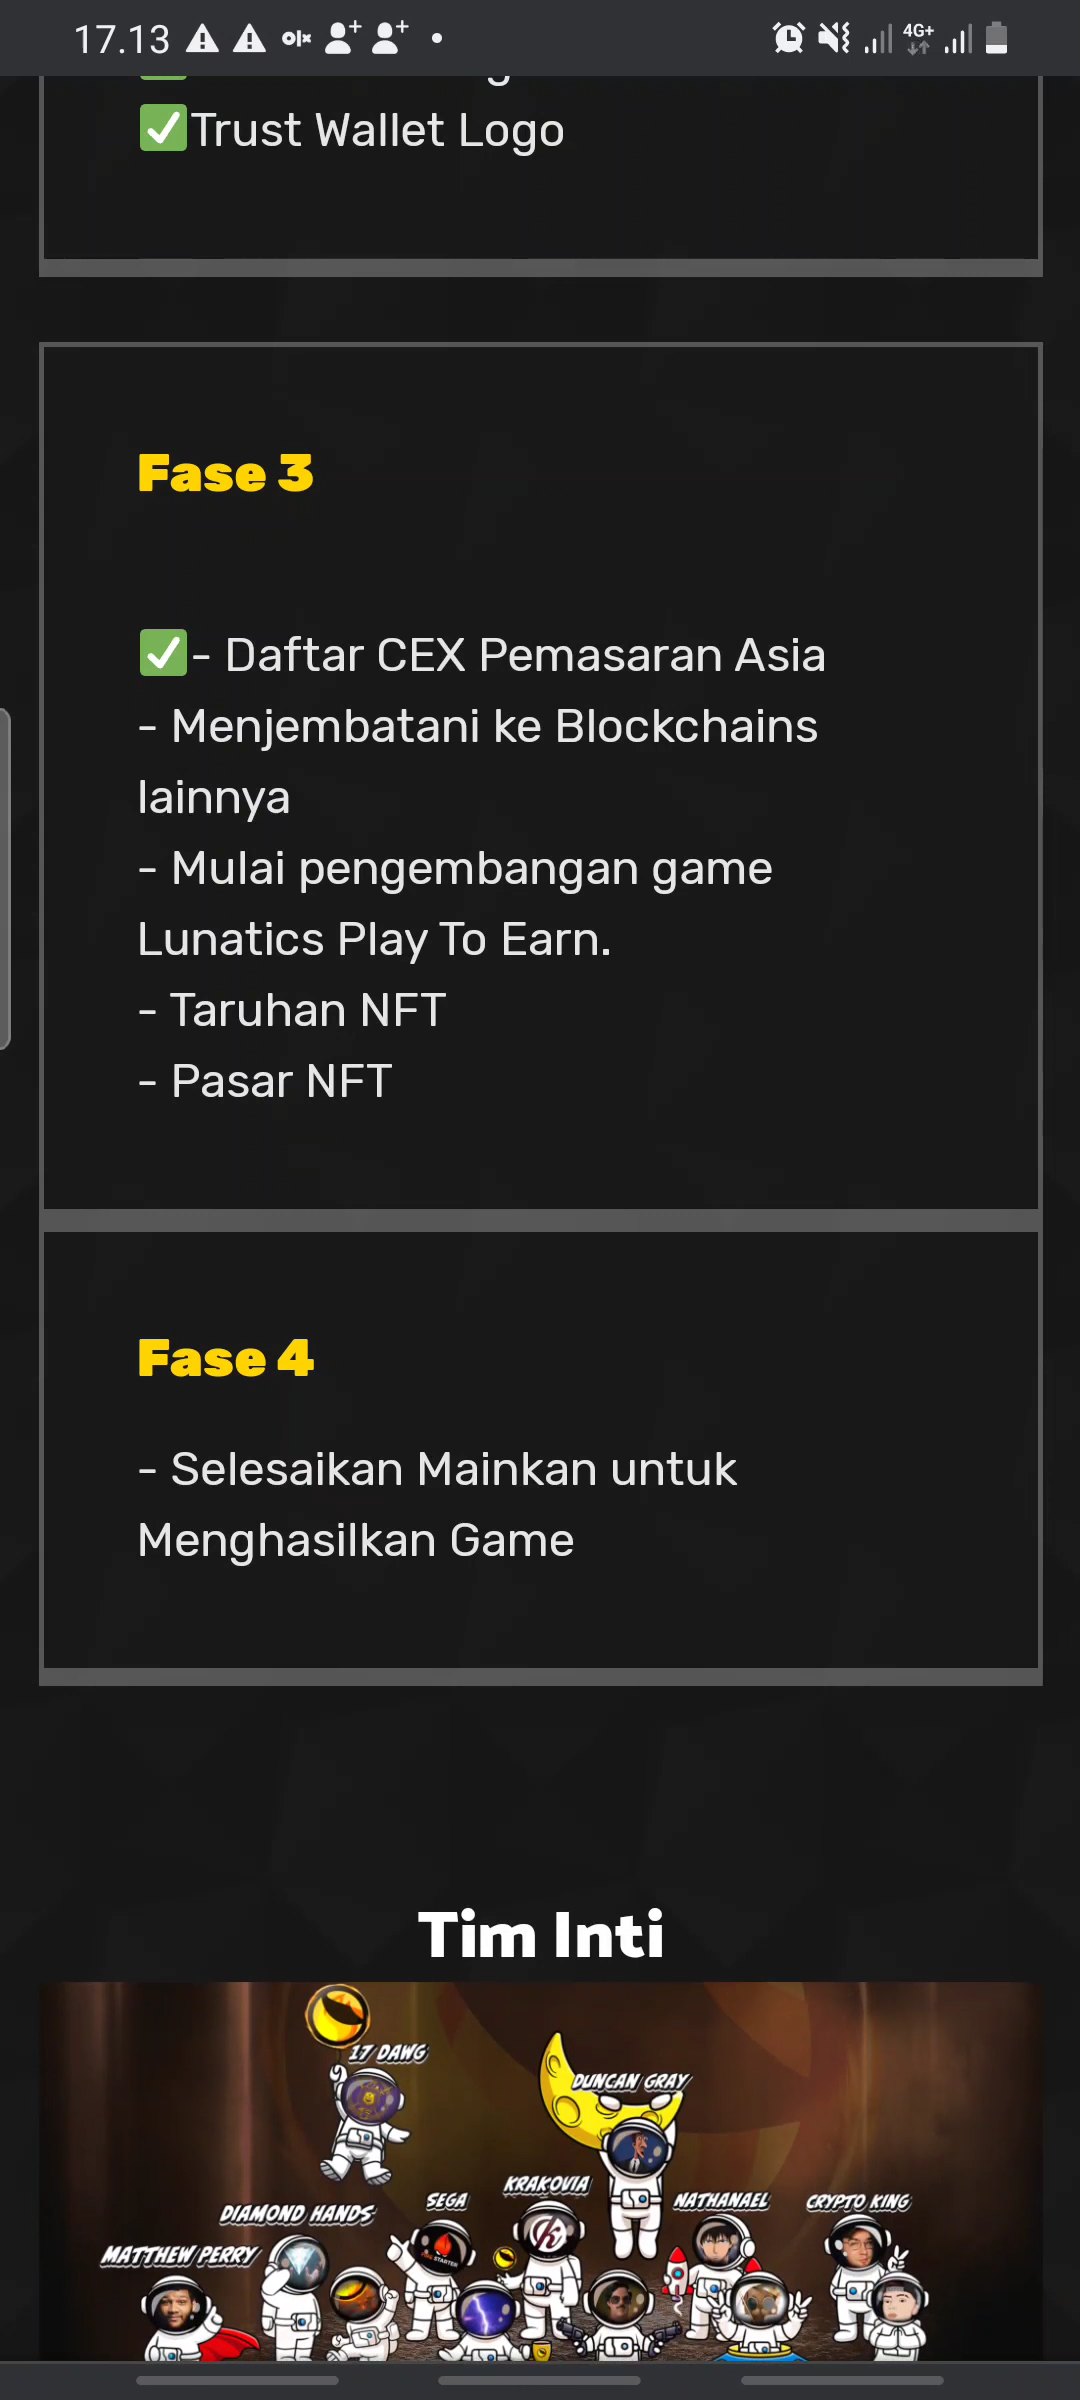 17.13
4G+
Trust Wallet Logo
Fase 3
- Daftar CEX Pemasaran Asia
- Menjembatani ke Blockchains
lainnya
- Mulai pengembangan game
Lunatics Play To Earn.
- Taruhan NFT
- Pasar NFT
Fase 4
- Selesaikan Mainkan untuk
Menghasilkan Game
Tim Inti
17 DAWG
DUNCAN GRAY
KRAKOVIA
SEGA
NATHANAEL
CRYPTO KING
DIAMOND HANDS
MATTHEW PERRY